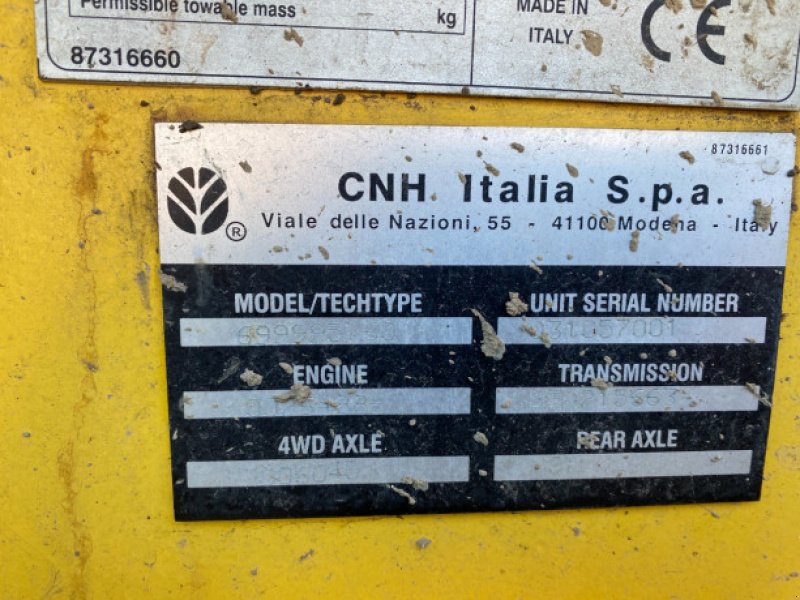 Permissible towable mass
kg
MADE IN
ITALY
CE
87316660
87316661
CNH Italia S.p.a.
®
Viale delle Nazioni, 55 - 41100 Modena - Italy
MODEL/TECHTYPE
UNIT SERIAL NUMBER
ENGINE
TRANSMISSION
4WD AXLE
REAR AXLE